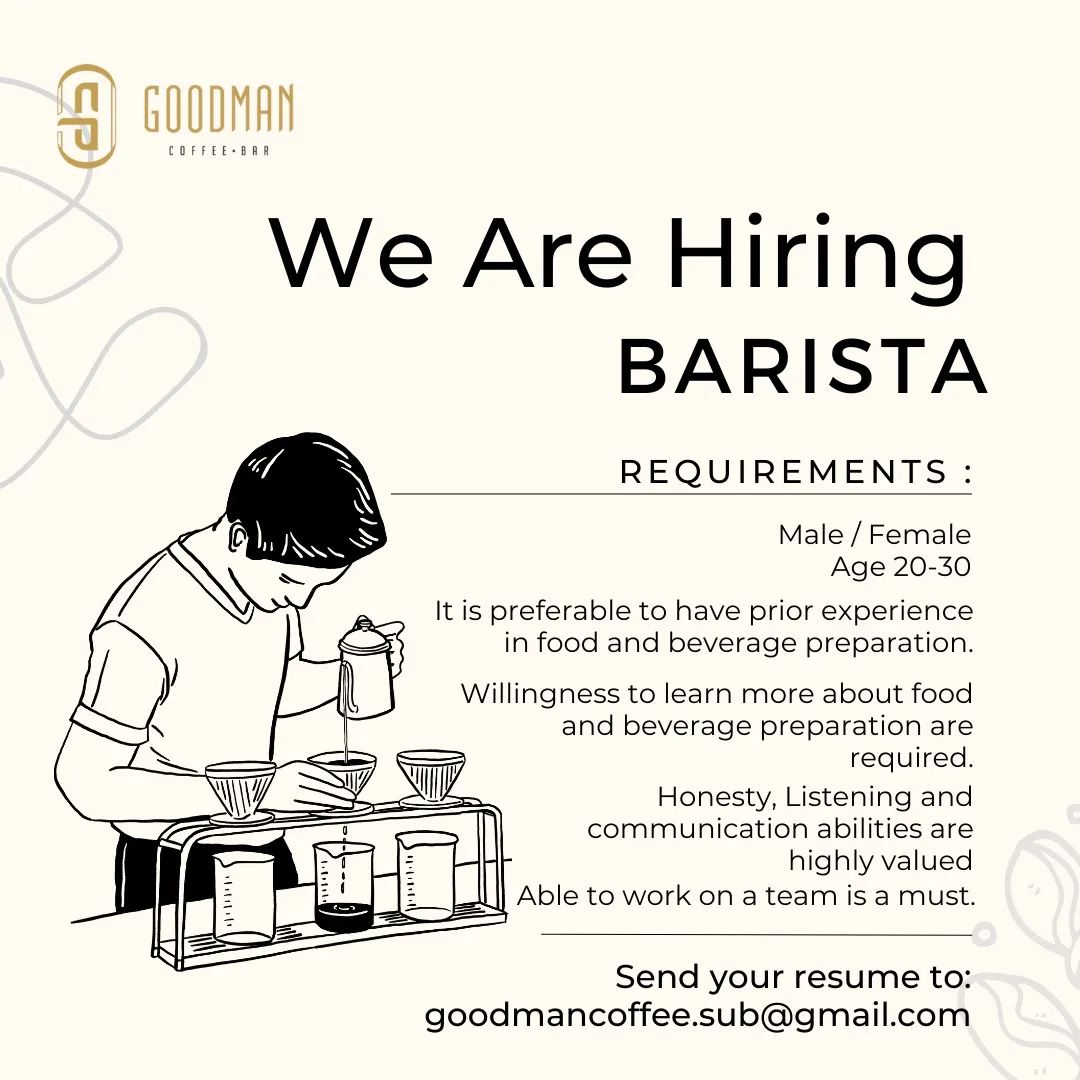 GOODMAN
COFFEE•BAR
We Are Hiring
BARISTA
REQUIREMENTS :
Male / Female
Age 20-30
It is preferable to have prior experience
in food and beverage preparation.
Willingness to learn more about food
and beverage preparation are
required.
Honesty, Listening and
communication abilities are
highly valued
Able to work on a team is a must.
Send your resume to:
goodmancoffee.sub@gmail.com